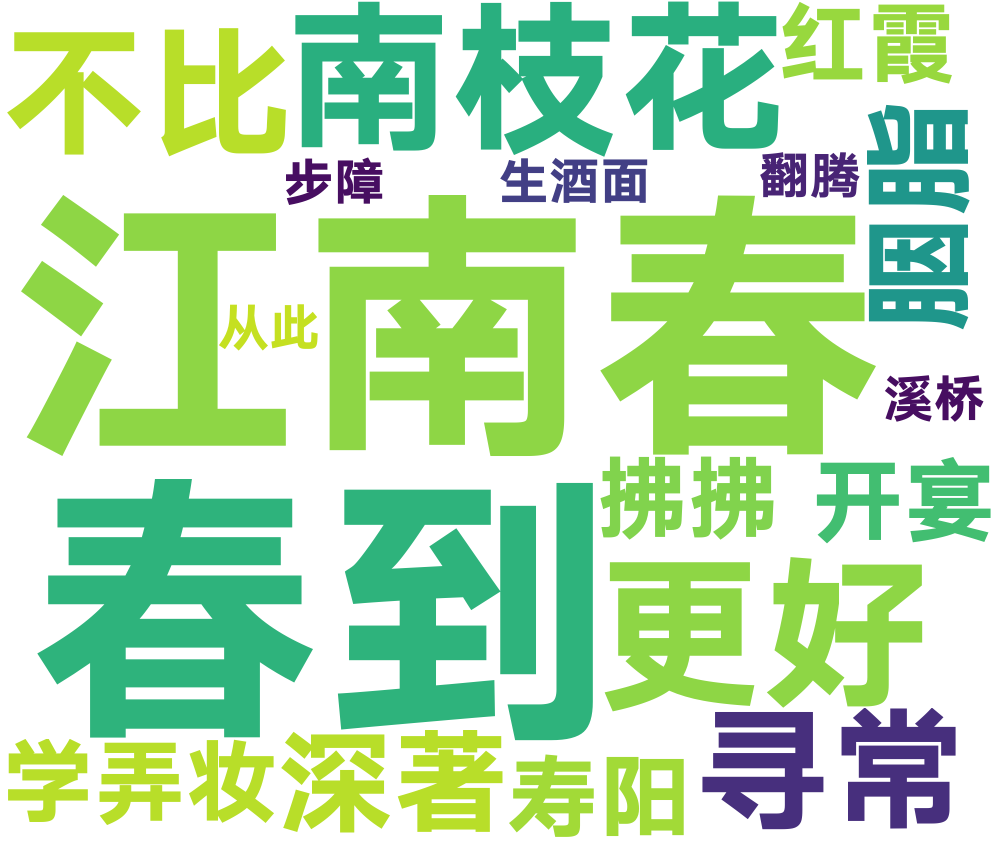 不比
南枝花
红霞
步障
生酒面
翻腾
胭脂
江南春
从此
溪桥
春到
拂拂
开宴
更好
学弄妆
深著
寿阳
寻常